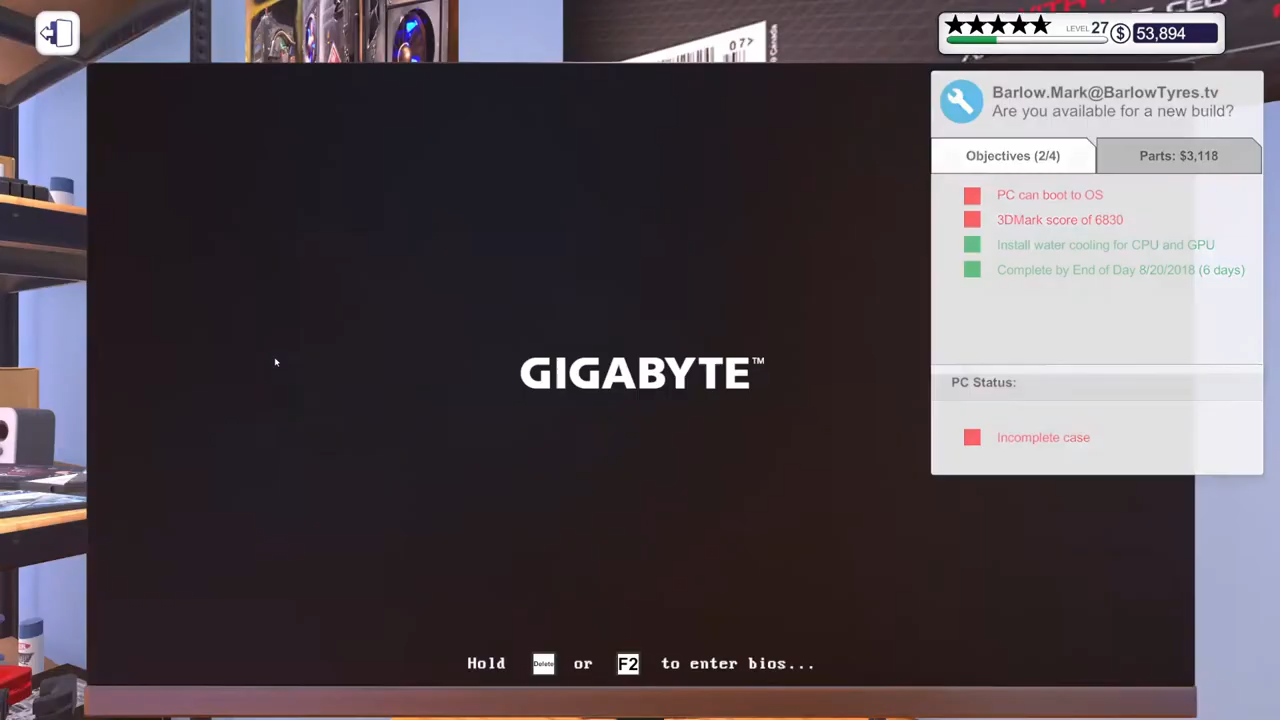 LEVEL 27
$ 53,894
07>
Canada
Barlow.Mark@BarlowTyres.tv
Are you available for a new build?
Objectives (2/4)
Parts: $3,118
PC can boot to OS
3DMark score of 6830
Install water cooling for CPU and GPU
Complete by End of Day 8/20/2018 (6 days)
GIGABYTE™
PC Status:
Incomplete case
Hold Delete or F2 to enter bios...